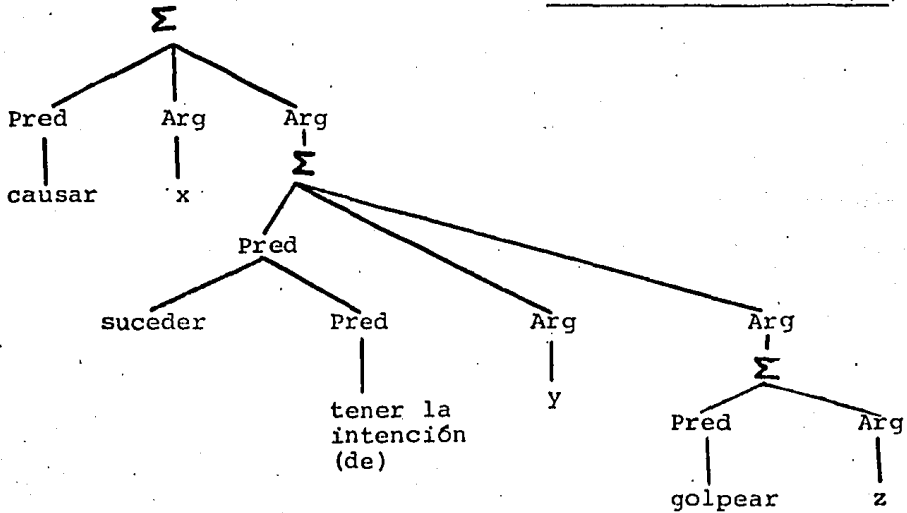 Σ
Pred Arg Arg
Σ
causar x
Pred
suceder Pred Arg Arg
Σ
tener la
intención
(de)
y
Pred Arg
golpear z